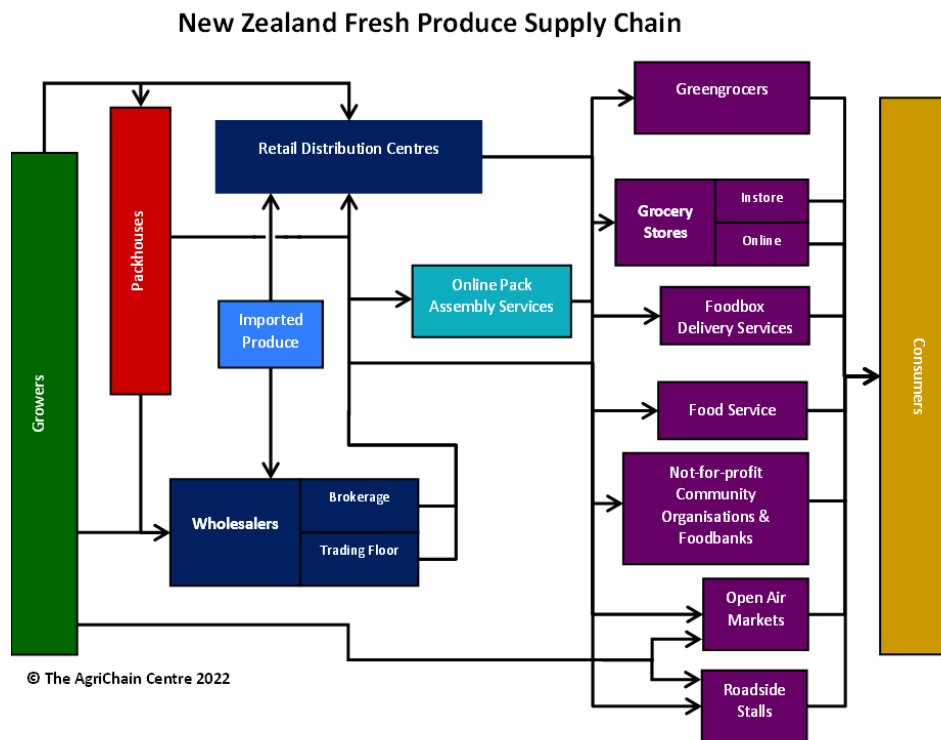 New Zealand Fresh Produce Supply Chain
Greengrocers
Retail Distribution Centres
Packhouses
Grocery
Stores
Instore
Online
Online Pack
Assembly Services
Imported
Produce
Foodbox
Delivery Services
Growers
Consumers
Food Service
Not-for-profit
Community
Organisations &
Foodbanks
Wholesalers
Brokerage
Trading Floor
Open Air
Markets
© The AgriChain Centre 2022
Roadside
Stalls